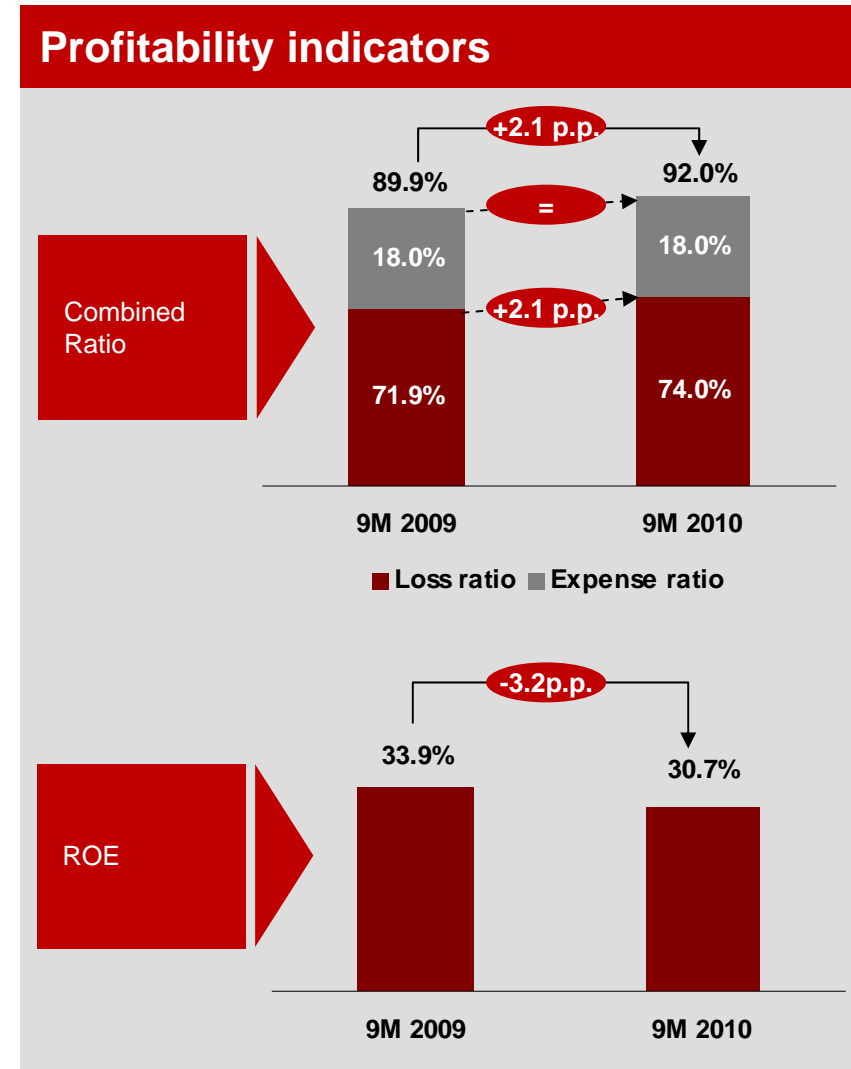 Profitability indicators
+2.1 p.p.
89.9%
92.0%
=
18.0%
18.0%
Combined
Ratio
+2.1 p.p.
71.9%
74.0%
9M 2009
9M 2010
Loss ratio
Expense ratio
-3.2p.p.
33.9%
30.7%
ROE
9M 2009
9M 2010